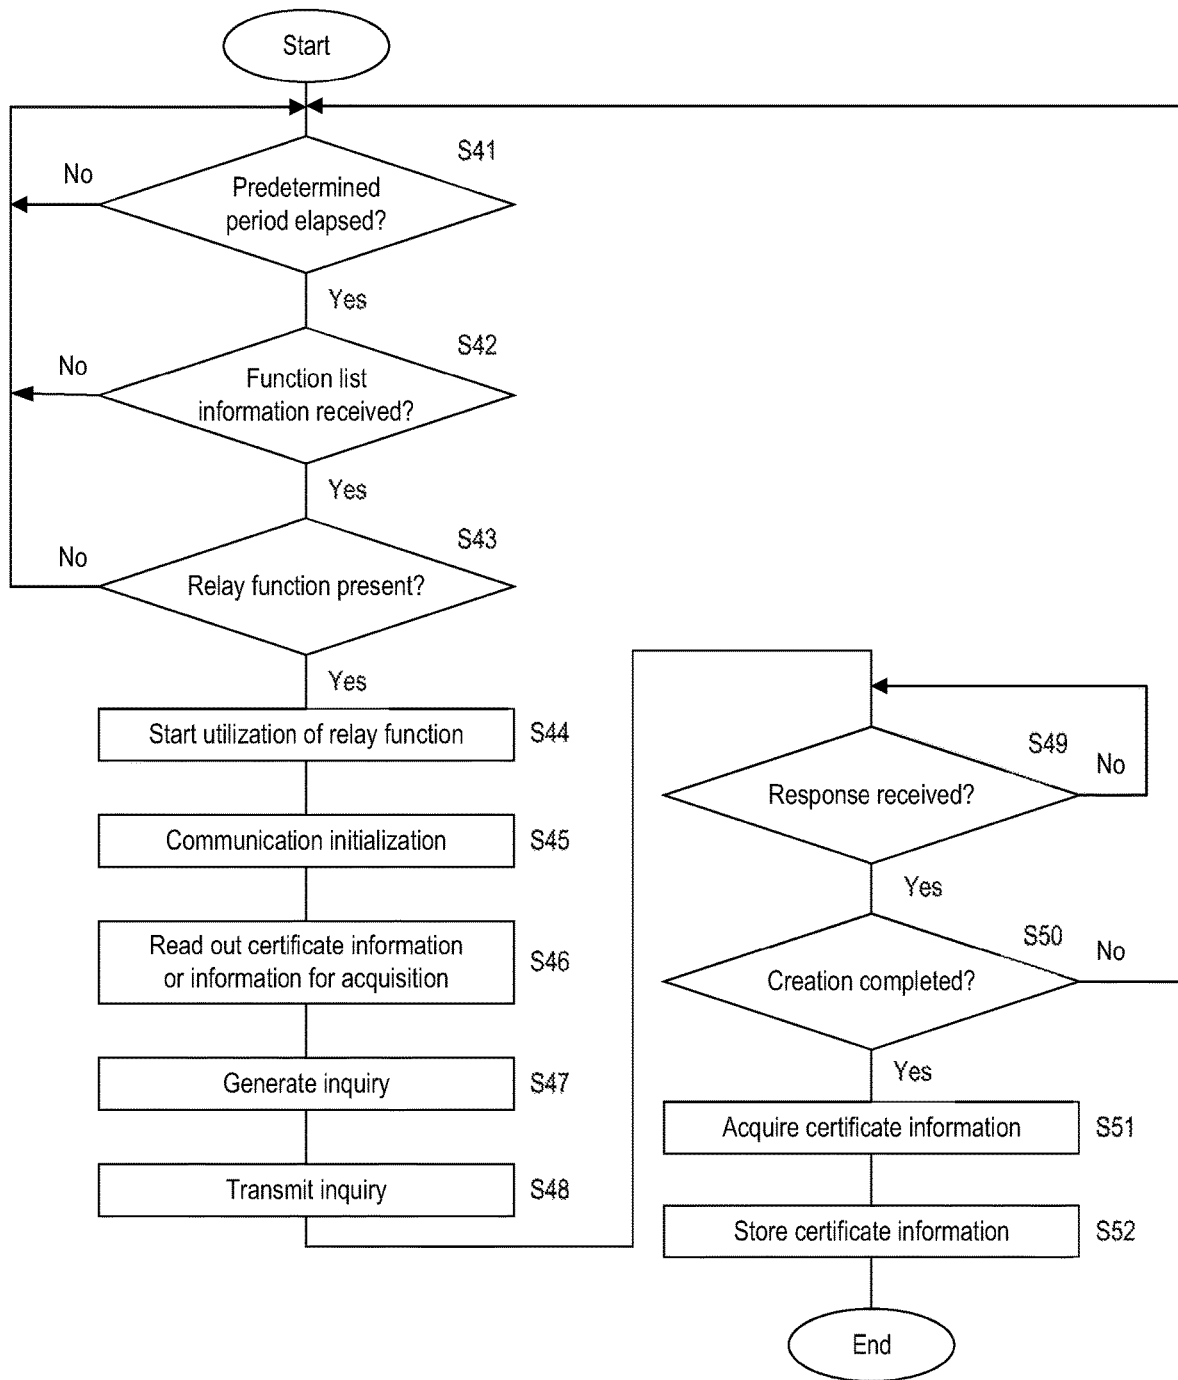 Start
S41
No
Predetermined
period elapsed?
Yes
S42
No
Function list
information received?
Yes
S43
No
Relay function present?
Yes
Start utilization of relay function
S44
Communication initialization
S45
Read out certificate information
or information for acquisition
S46
Generate inquiry
S47
Transmit inquiry
S48
S49
No
Response received?
Yes
S50
No
Creation completed?
Yes
Acquire certificate information
S51
Store certificate information
S52
End